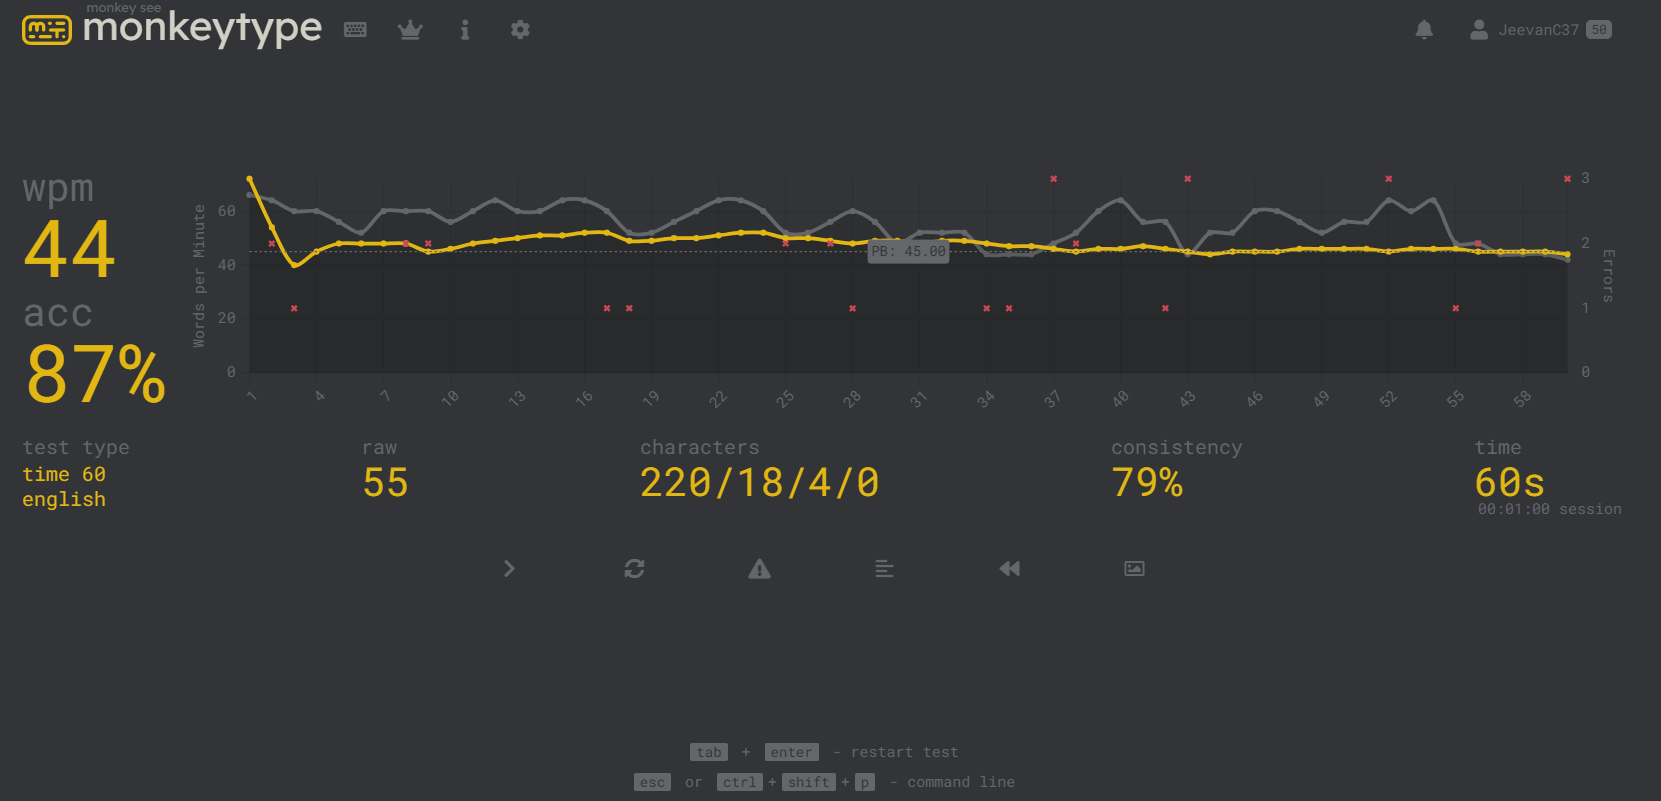 monkey see
monkeytype
JeevanC37 50
wpm
44
acc
87%
Words per Minute
60
40
20
0
PB: 45.00
3
2
1
0
Errors
1 4 7 10 13 16 19 22 25 28 31 34 37 40 43 46 49 52 55 58
test type
time 60
english
raw
55
characters
220/18/4/0
consistency
79%
time
60s
00:01:00 session
tab + enter - restart test
esc or ctrl + shift + p - command line